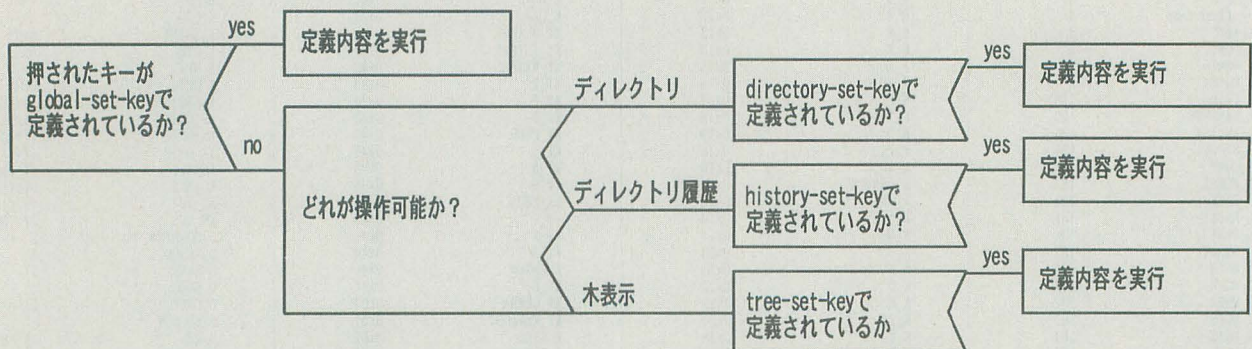 yes
定義内容を実行
押されたキーが
global-set-keyで
定義されているか？
no
どれが操作可能か？
ディレクトリ
directory-set-keyで
定義されているか？
yes
定義内容を実行
ディレクトリ履歴
history-set-keyで
定義されているか？
yes
定義内容を実行
木表示
tree-set-keyで
定義されているか
yes
定義内容を実行